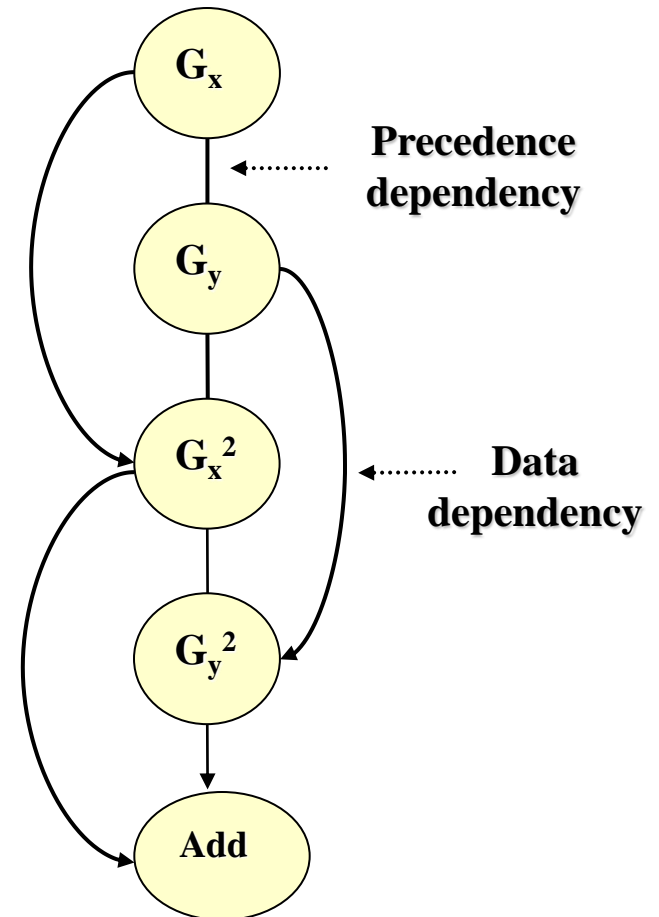 Gx
Precedence
dependency
Gy
Gx²
Data
dependency
Gy²
Add